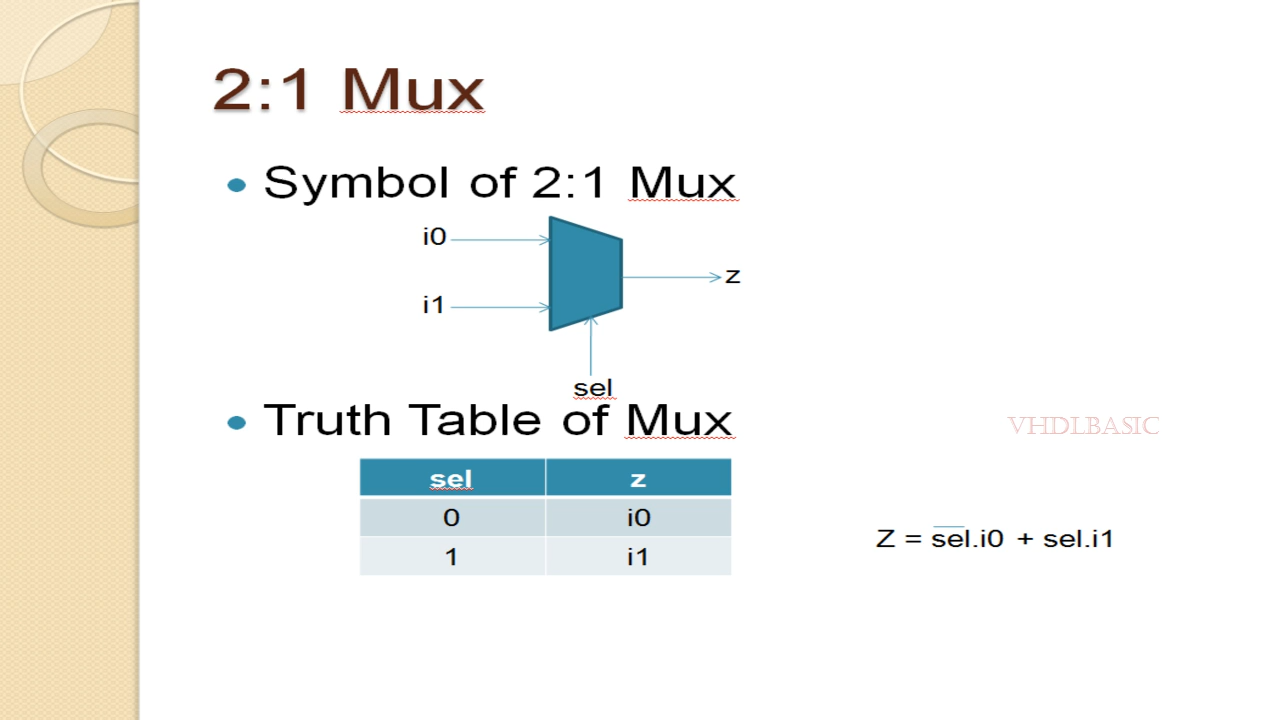 2:1 Mux
• Symbol of 2:1 Mux
i0
z
i1
sel
• Truth Table of Mux
VHDLBASIC
sel z
0 i0
1 i1
Z = s̅e̅l̅.i0 + sel.i1